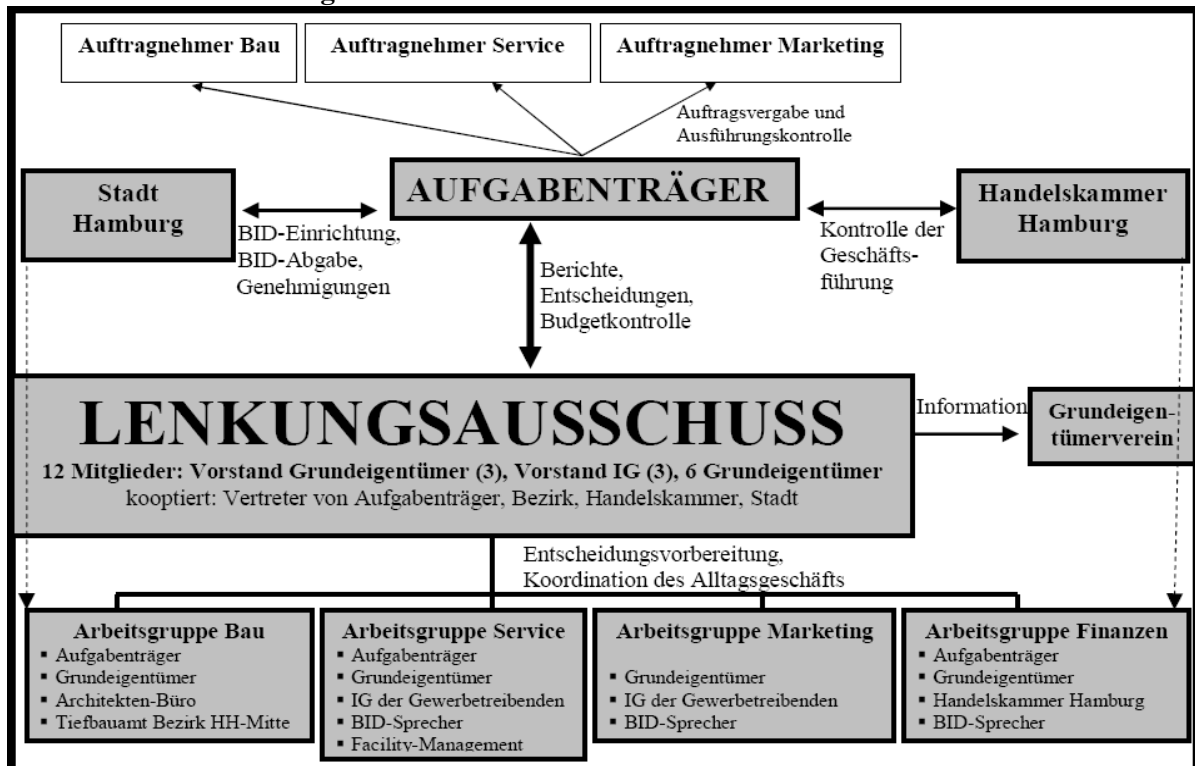 Auftragnehmer Bau
Auftragnehmer Service
Auftragnehmer Marketing
Auftragsvergabe und
Ausführungskontrolle
Stadt
Hamburg
AUFGABENTRÄGER
Handelskammer
Hamburg
BID-Einrichtung,
BID-Abgabe,
Genehmigungen
Berichte,
Entscheidungen,
Budgetkontrolle
Kontrolle der
Geschäfts-
führung
LENKUNGSAUSSCHUSS
12 Mitglieder: Vorstand Grundeigentümer (3), Vorstand IG (3), 6 Grundeigentümer
kooptiert: Vertreter von Aufgabenträger, Bezirk, Handelskammer, Stadt
Information
Grundeigen-
tümerverein
Entscheidungsvorbereitung,
Koordination des Alltagsgeschäfts
Arbeitsgruppe Bau
▪ Aufgabenträger
▪ Grundeigentümer
▪ Architekten-Büro
▪ Tiefbauamt Bezirk HH-Mitte
Arbeitsgruppe Service
▪ Aufgabenträger
▪ Grundeigentümer
▪ IG der Gewerbetreibenden
▪ BID-Sprecher
▪ Facility-Management
Arbeitsgruppe Marketing
▪ Grundeigentümer
▪ IG der Gewerbetreibenden
▪ BID-Sprecher
Arbeitsgruppe Finanzen
▪ Aufgabenträger
▪ Grundeigentümer
▪ Handelskammer Hamburg
▪ BID-Sprecher